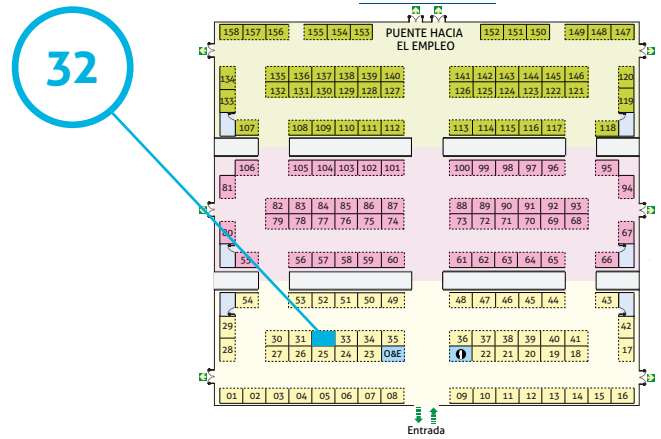 32
158 157 156 155 154 153 PUENTE HACIA EL EMPLEO 152 151 150 149 148 147
134 135 136 137 138 139 140 141 142 143 144 145 146 120
133 132 131 130 129 128 127 126 125 124 123 122 121 119
107 108 109 110 111 112 113 114 115 116 117 118
106 105 104 103 102 101 100 99 98 97 96 95
81 94
82 83 84 85 86 87 88 89 90 91 92 93
80 79 78 77 76 75 74 73 72 71 70 69 68 67
55 56 57 58 59 60 61 62 63 64 65 66
54 53 52 51 50 49 48 47 46 45 44 43
29 42
30 31 33 34 35 36 37 38 39 40 41
28 27 26 25 24 23 O&E 22 21 20 19 18 17
01 02 03 04 05 06 07 08 09 10 11 12 13 14 15 16
Entrada